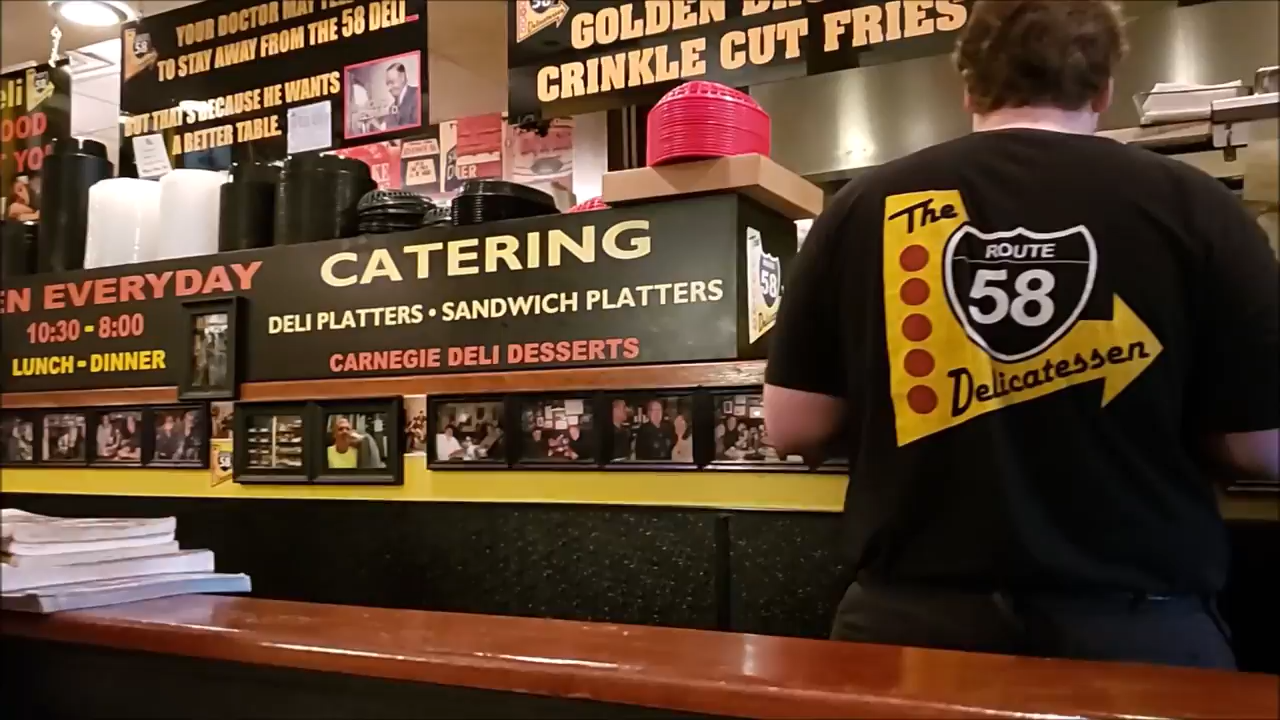 YOUR DOCTOR MAY
TO STAY AWAY FROM THE 58 DELI
BUT THAT'S BECAUSE HE WANTS
A BETTER TABLE.
GOLDEN
CRINKLE CUT FRIES
EVERYDAY
10:30 - 8:00
LUNCH - DINNER
CATERING
DELI PLATTERS • SANDWICH PLATTERS
CARNEGIE DELI DESSERTS
58
The
ROUTE
58
Delicatessen